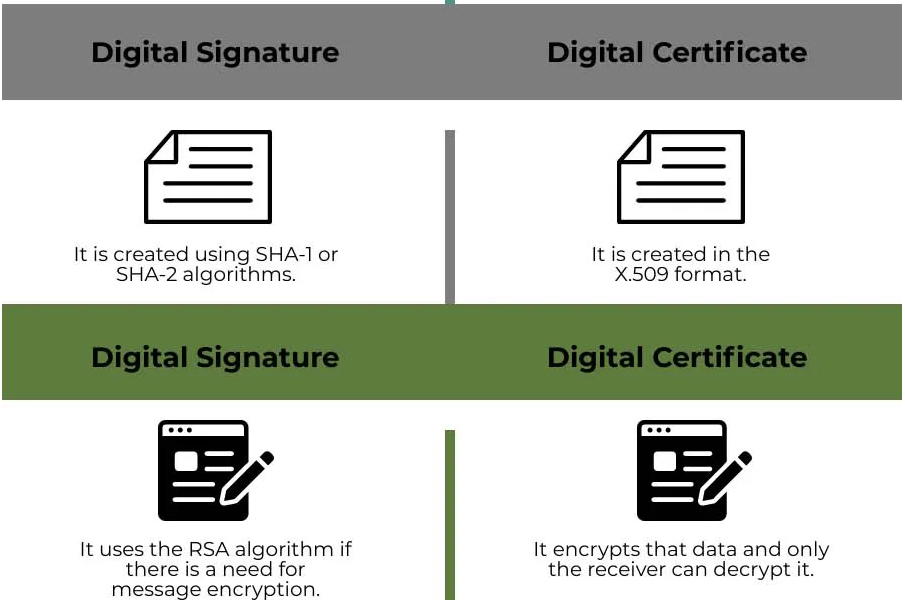 Digital Signature
Digital Certificate
It is created using SHA-1 or
SHA-2 algorithms.
It is created in the
X.509 format.
Digital Signature
Digital Certificate
It uses the RSA algorithm if
there is a need for
message encryption.
It encrypts that data and only
the receiver can decrypt it.